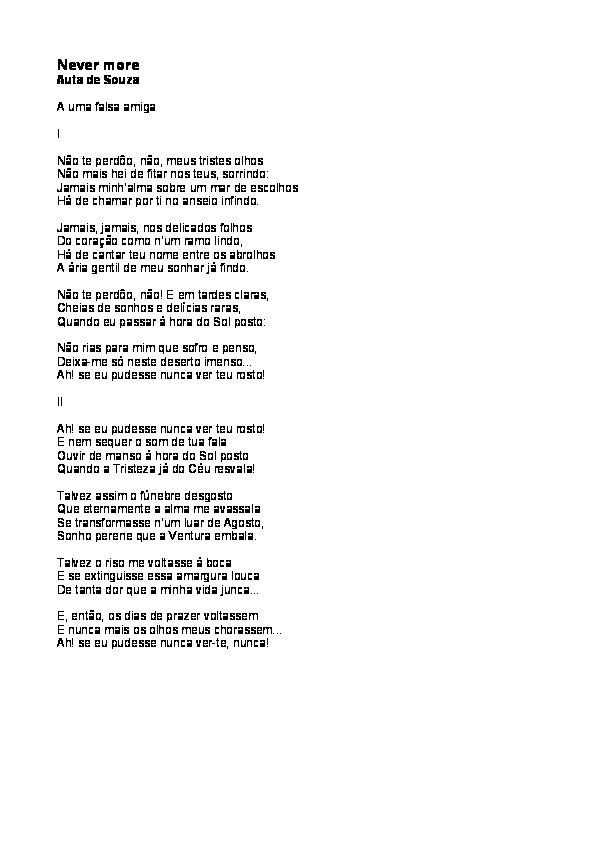 Never more
Auta de Souza
A uma falsa amiga
I
Não te perdôo, não, meus tristes olhos
Não mais hei de fitar nos teus, sorrindo:
Jamais minh'alma sobre um mar de escolhos
Há de chamar por ti no anseio infindo.
Jamais, jamais, nos delicados folhos
Do coração como n'um ramo lindo,
Há de cantar teu nome entre os abrolhos
A ária gentil de meu sonhar já findo.
Não te perdôo, não! E em tardes claras,
Cheias de sonhos e delícias raras,
Quando eu passar à hora do Sol posto:
Não rias para mim que sofro e penso,
Deixa-me só neste deserto imenso...
Ah! se eu pudesse nunca ver teu rosto!
II
Ah! se eu pudesse nunca ver teu rosto!
E nem sequer o som de tua fala
Ouvir de manso à hora do Sol posto
Quando a Tristeza já do Céu resvala!
Talvez assim o fúnebre desgosto
Que eternamente a alma me avassala
Se transformasse n'um luar de Agosto,
Sonho perene que a Ventura embala.
Talvez o riso me voltasse à boca
E se extinguisse essa amargura louca
De tanta dor que a minha vida junca...
E, então, os dias de prazer voltassem
E nunca mais os olhos meus chorassem...
Ah! se eu pudesse nunca ver-te, nunca!